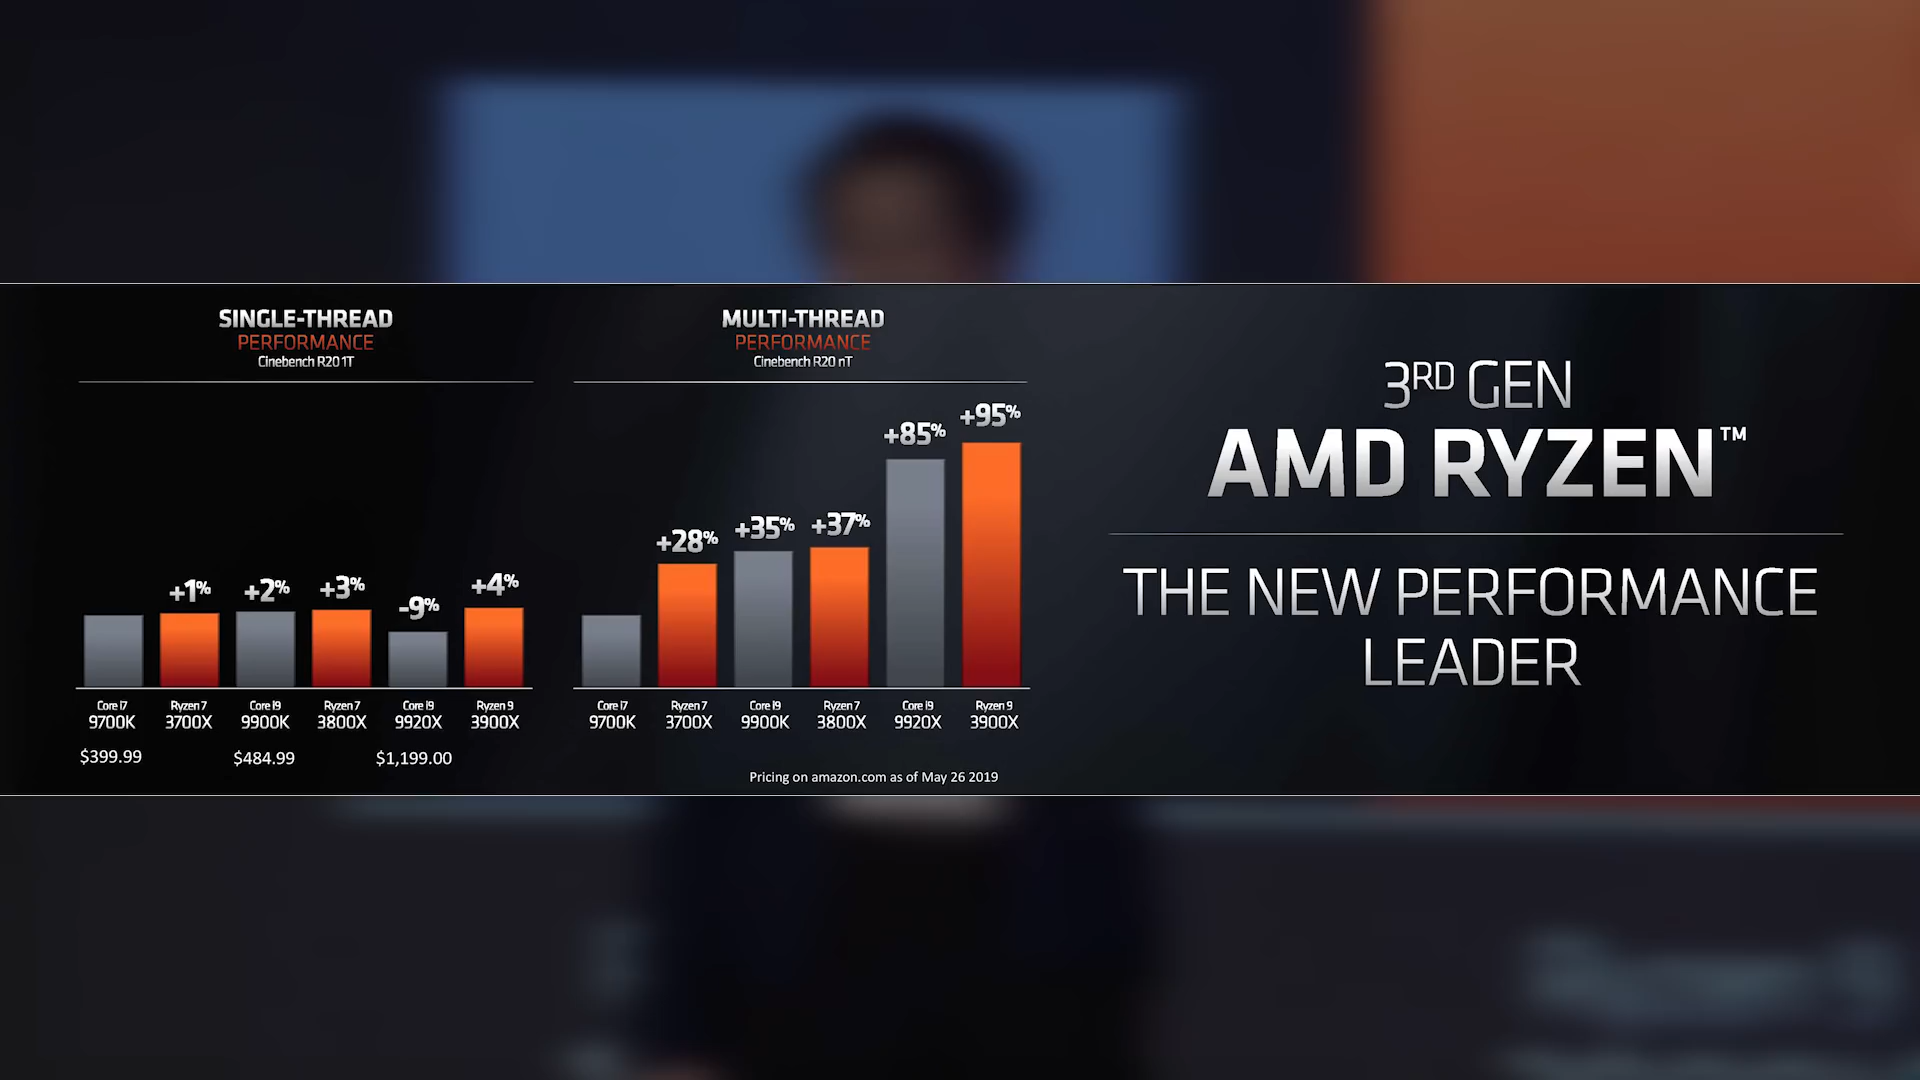 SINGLE-THREAD
PERFORMANCE
Cinebench R20 1T
+1%
+2%
+3%
-9%
+4%
Core i7
9700K
Ryzen 7
3700X
Core i9
9900K
Ryzen 7
3800X
Core i9
9920X
Ryzen 9
3900X
$399.99
$484.99
$1,199.00
MULTI-THREAD
PERFORMANCE
Cinebench R20 nT
+28%
+35%
+37%
+85%
+95%
Core i7
9700K
Ryzen 7
3700X
Core i9
9900K
Ryzen 7
3800X
Core i9
9920X
Ryzen 9
3900X
Pricing on amazon.com as of May 26 2019
3RD GEN
AMD RYZEN™
THE NEW PERFORMANCE
LEADER